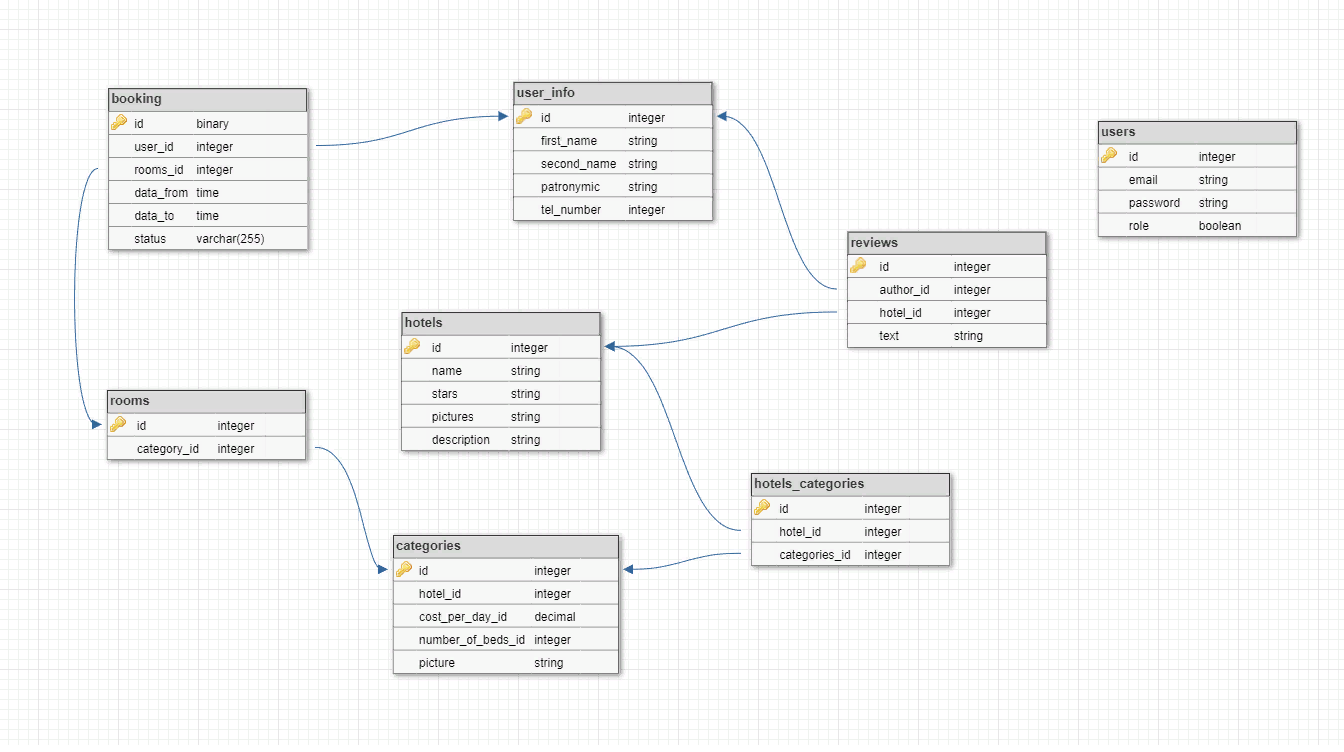 booking
id binary
user_id integer
rooms_id integer
data_from time
data_to time
status varchar(255)
user_info
id integer
first_name string
second_name string
patronymic string
tel_number integer
users
id integer
email string
password string
role boolean
reviews
id integer
author_id integer
hotel_id integer
text string
hotels
id integer
name string
stars string
pictures string
description string
rooms
id integer
category_id integer
hotels_categories
id integer
hotel_id integer
categories_id integer
categories
id integer
hotel_id integer
cost_per_day_id decimal
number_of_beds_id integer
picture string